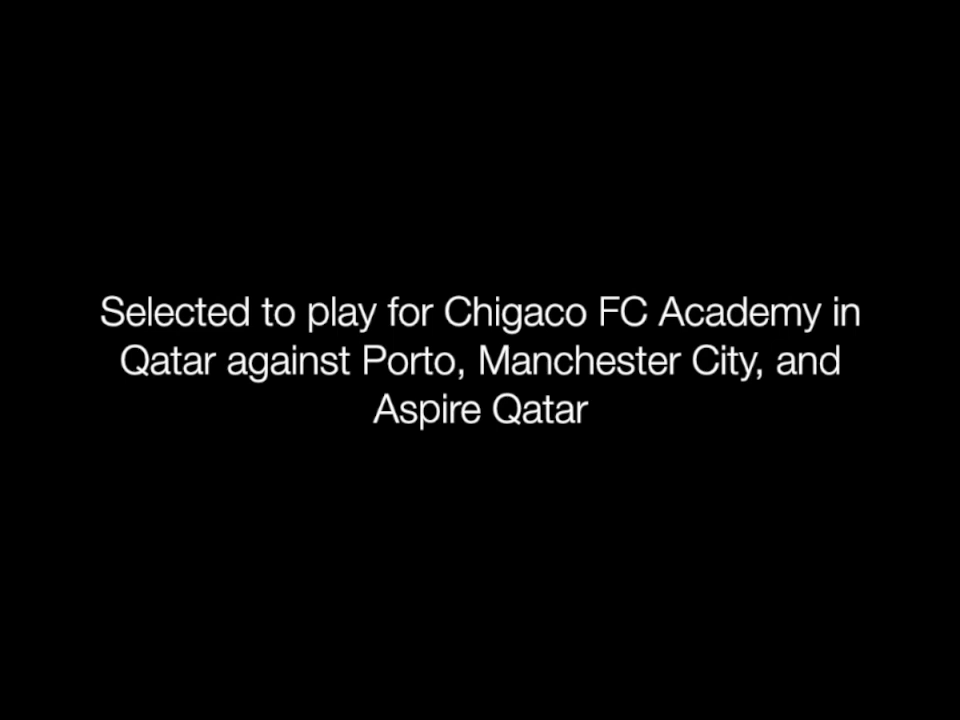 Selected to play for Chigaco FC Academy in
Qatar against Porto, Manchester City, and
Aspire Qatar